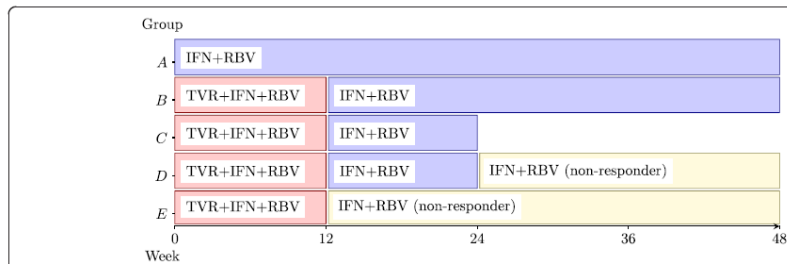 Group
A IFN+RBV
B TVR+IFN+RBV IFN+RBV
C TVR+IFN+RBV IFN+RBV
D TVR+IFN+RBV IFN+RBV IFN+RBV (non-responder)
E TVR+IFN+RBV IFN+RBV (non-responder)
0 12 24 36 48
Week